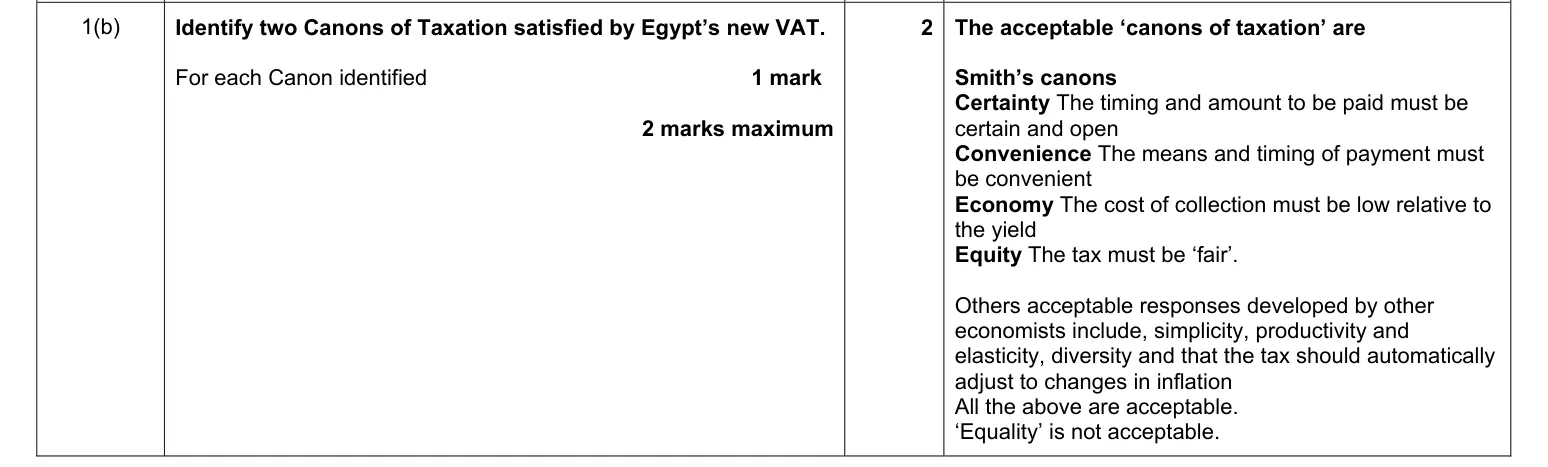 1(b)
Identify two Canons of Taxation satisfied by Egypt’s new VAT.
For each Canon identified 1 mark
2 marks maximum
2
The acceptable ‘canons of taxation’ are
Smith’s canons
Certainty The timing and amount to be paid must be
certain and open
Convenience The means and timing of payment must
be convenient
Economy The cost of collection must be low relative to
the yield
Equity The tax must be ‘fair’.
Others acceptable responses developed by other
economists include, simplicity, productivity and
elasticity, diversity and that the tax should automatically
adjust to changes in inflation
All the above are acceptable.
‘Equality’ is not acceptable.